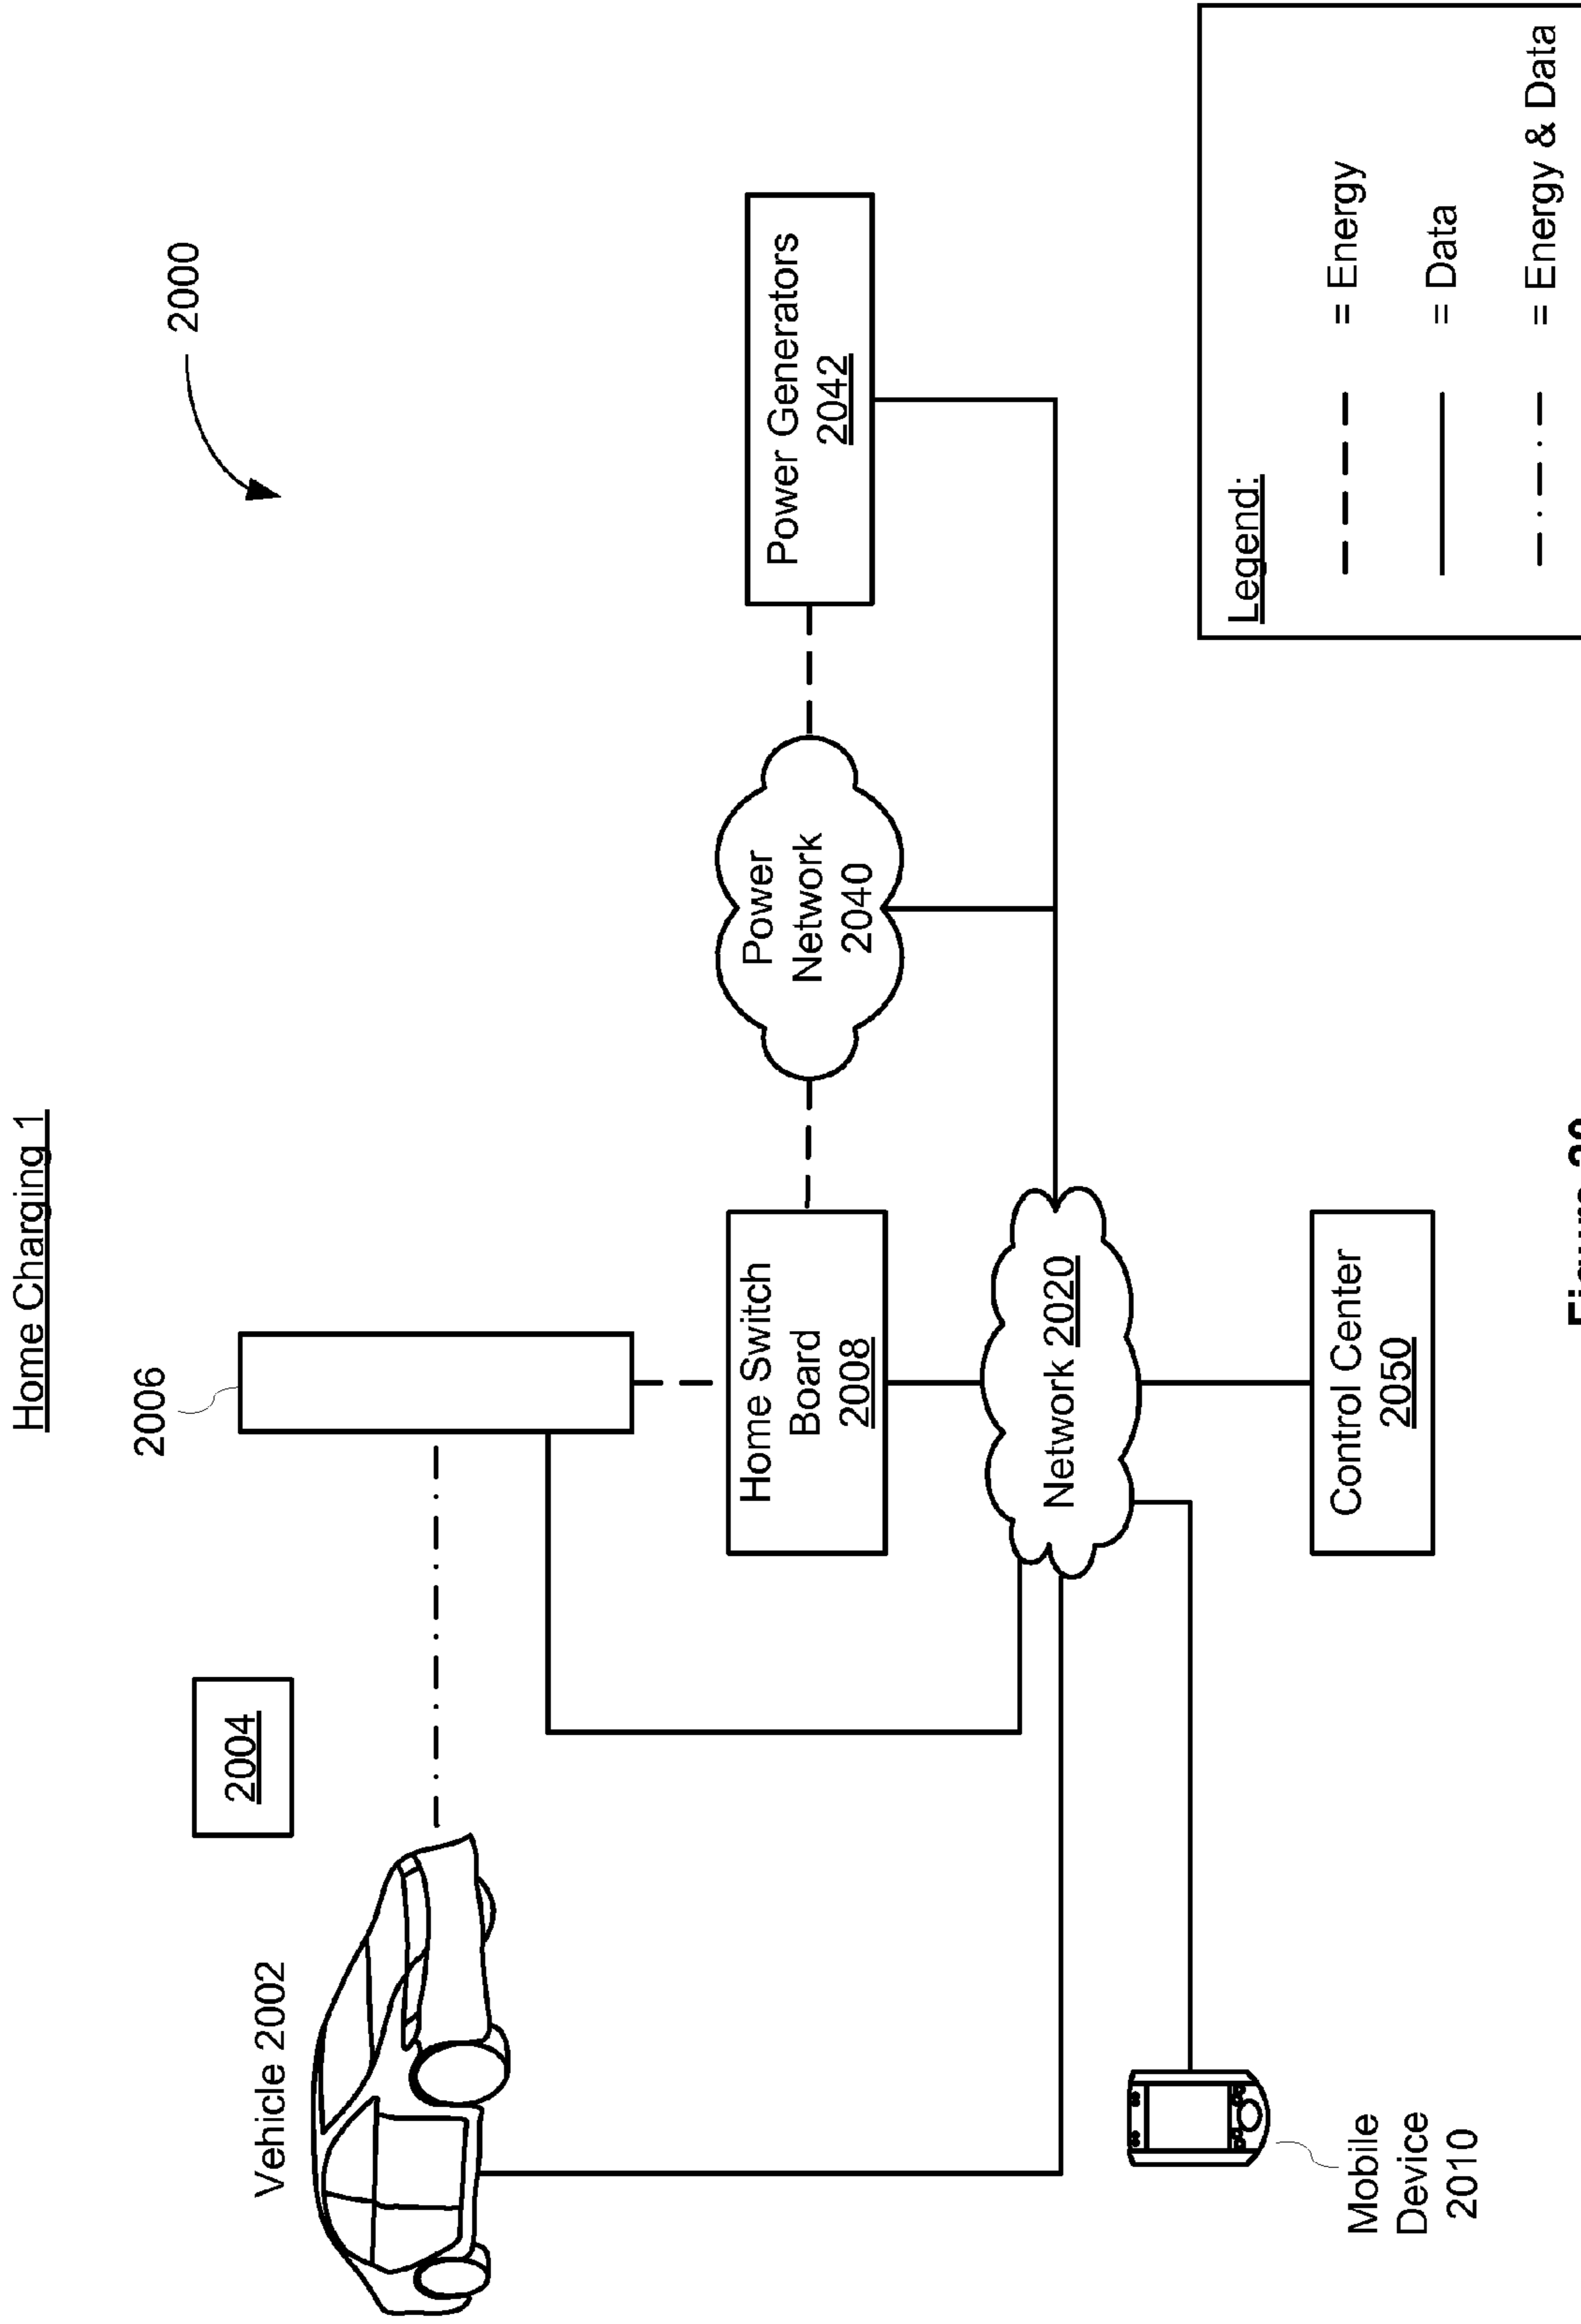 Home Charging 1
2000
2006
2004
Vehicle 2002
Home Switch
Board
2008
Power
Network
2040
Power Generators
2042
Network 2020
Mobile
Device
2010
Control Center
2050
Legend:
= Energy
= Data
= Energy & Data